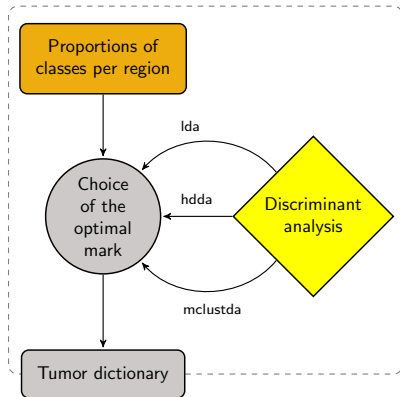 Proportions of
classes per region
lda
Choice
of the
optimal
mark
hdda
Discriminant
analysis
mclustda
Tumor dictionary